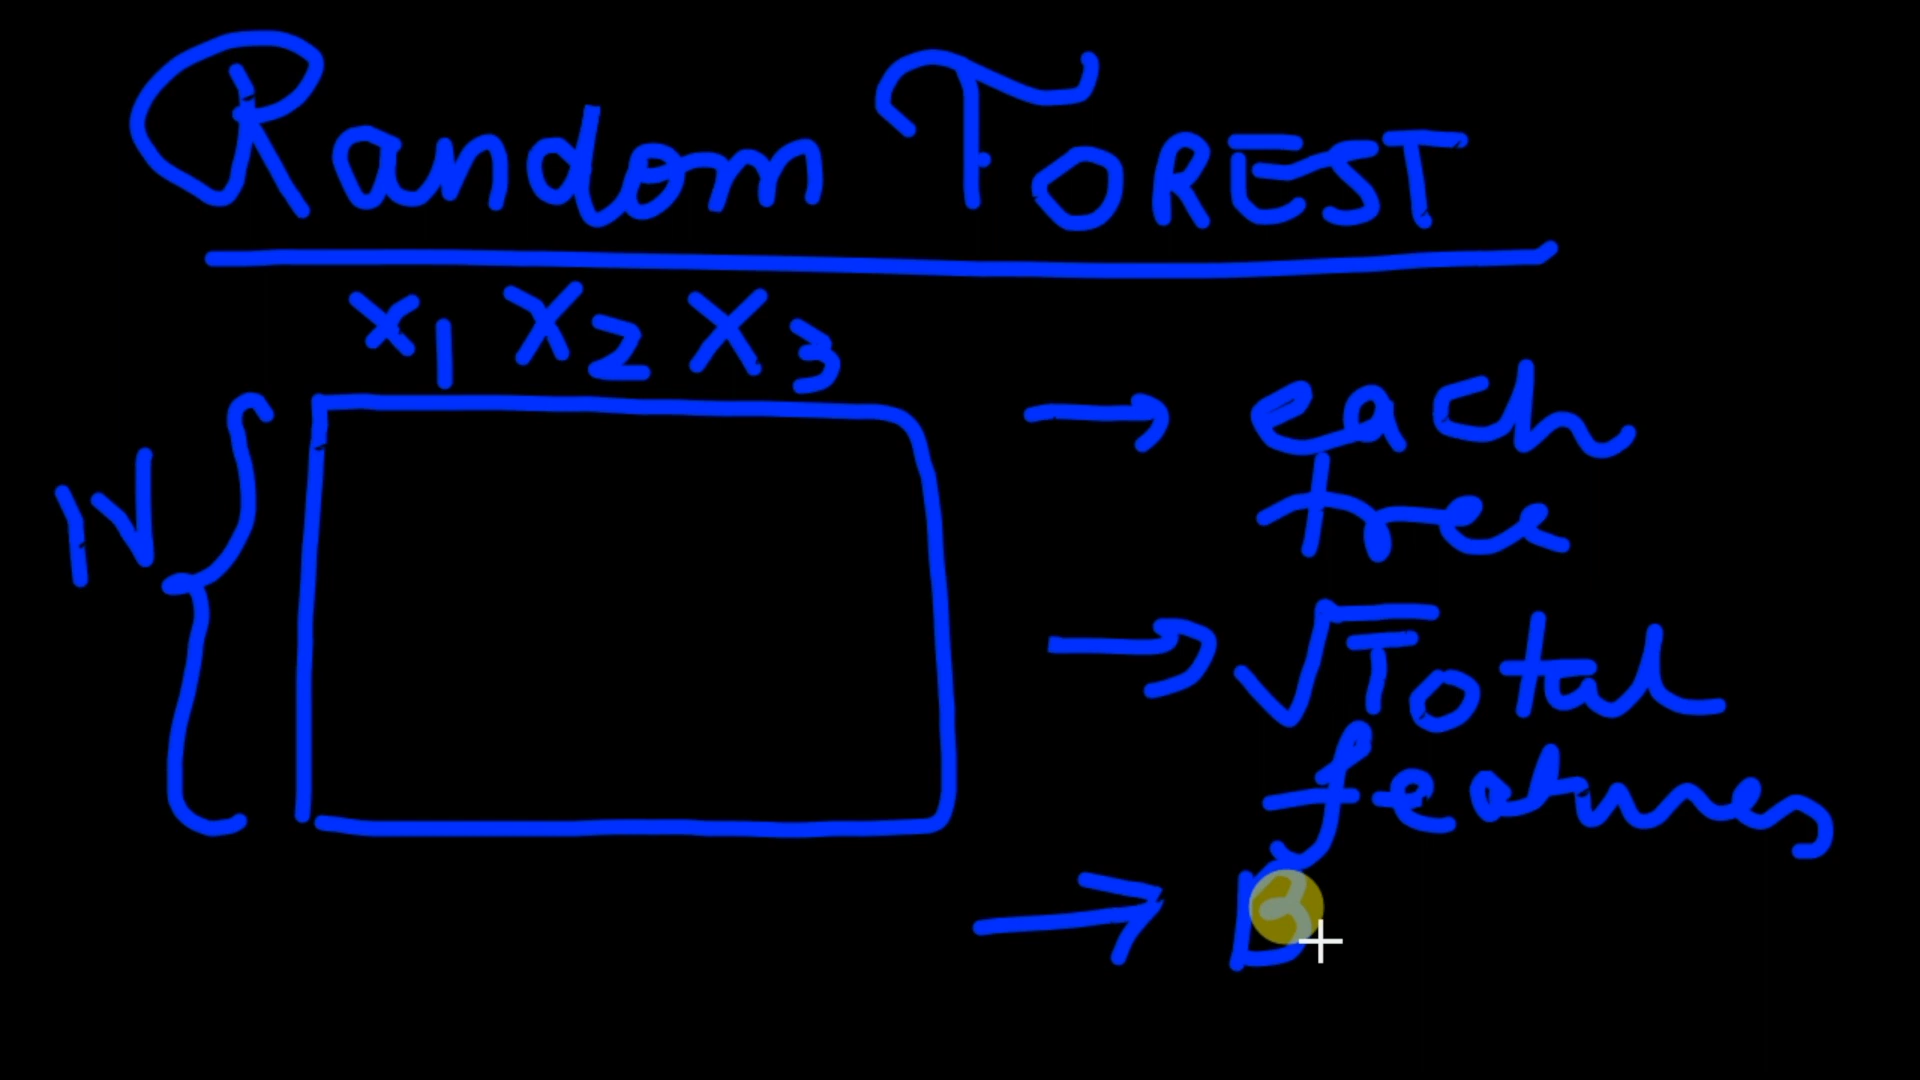 Random FOREST
X1 X2 X3
N
→ each
tree
→ √Total
features
→ B